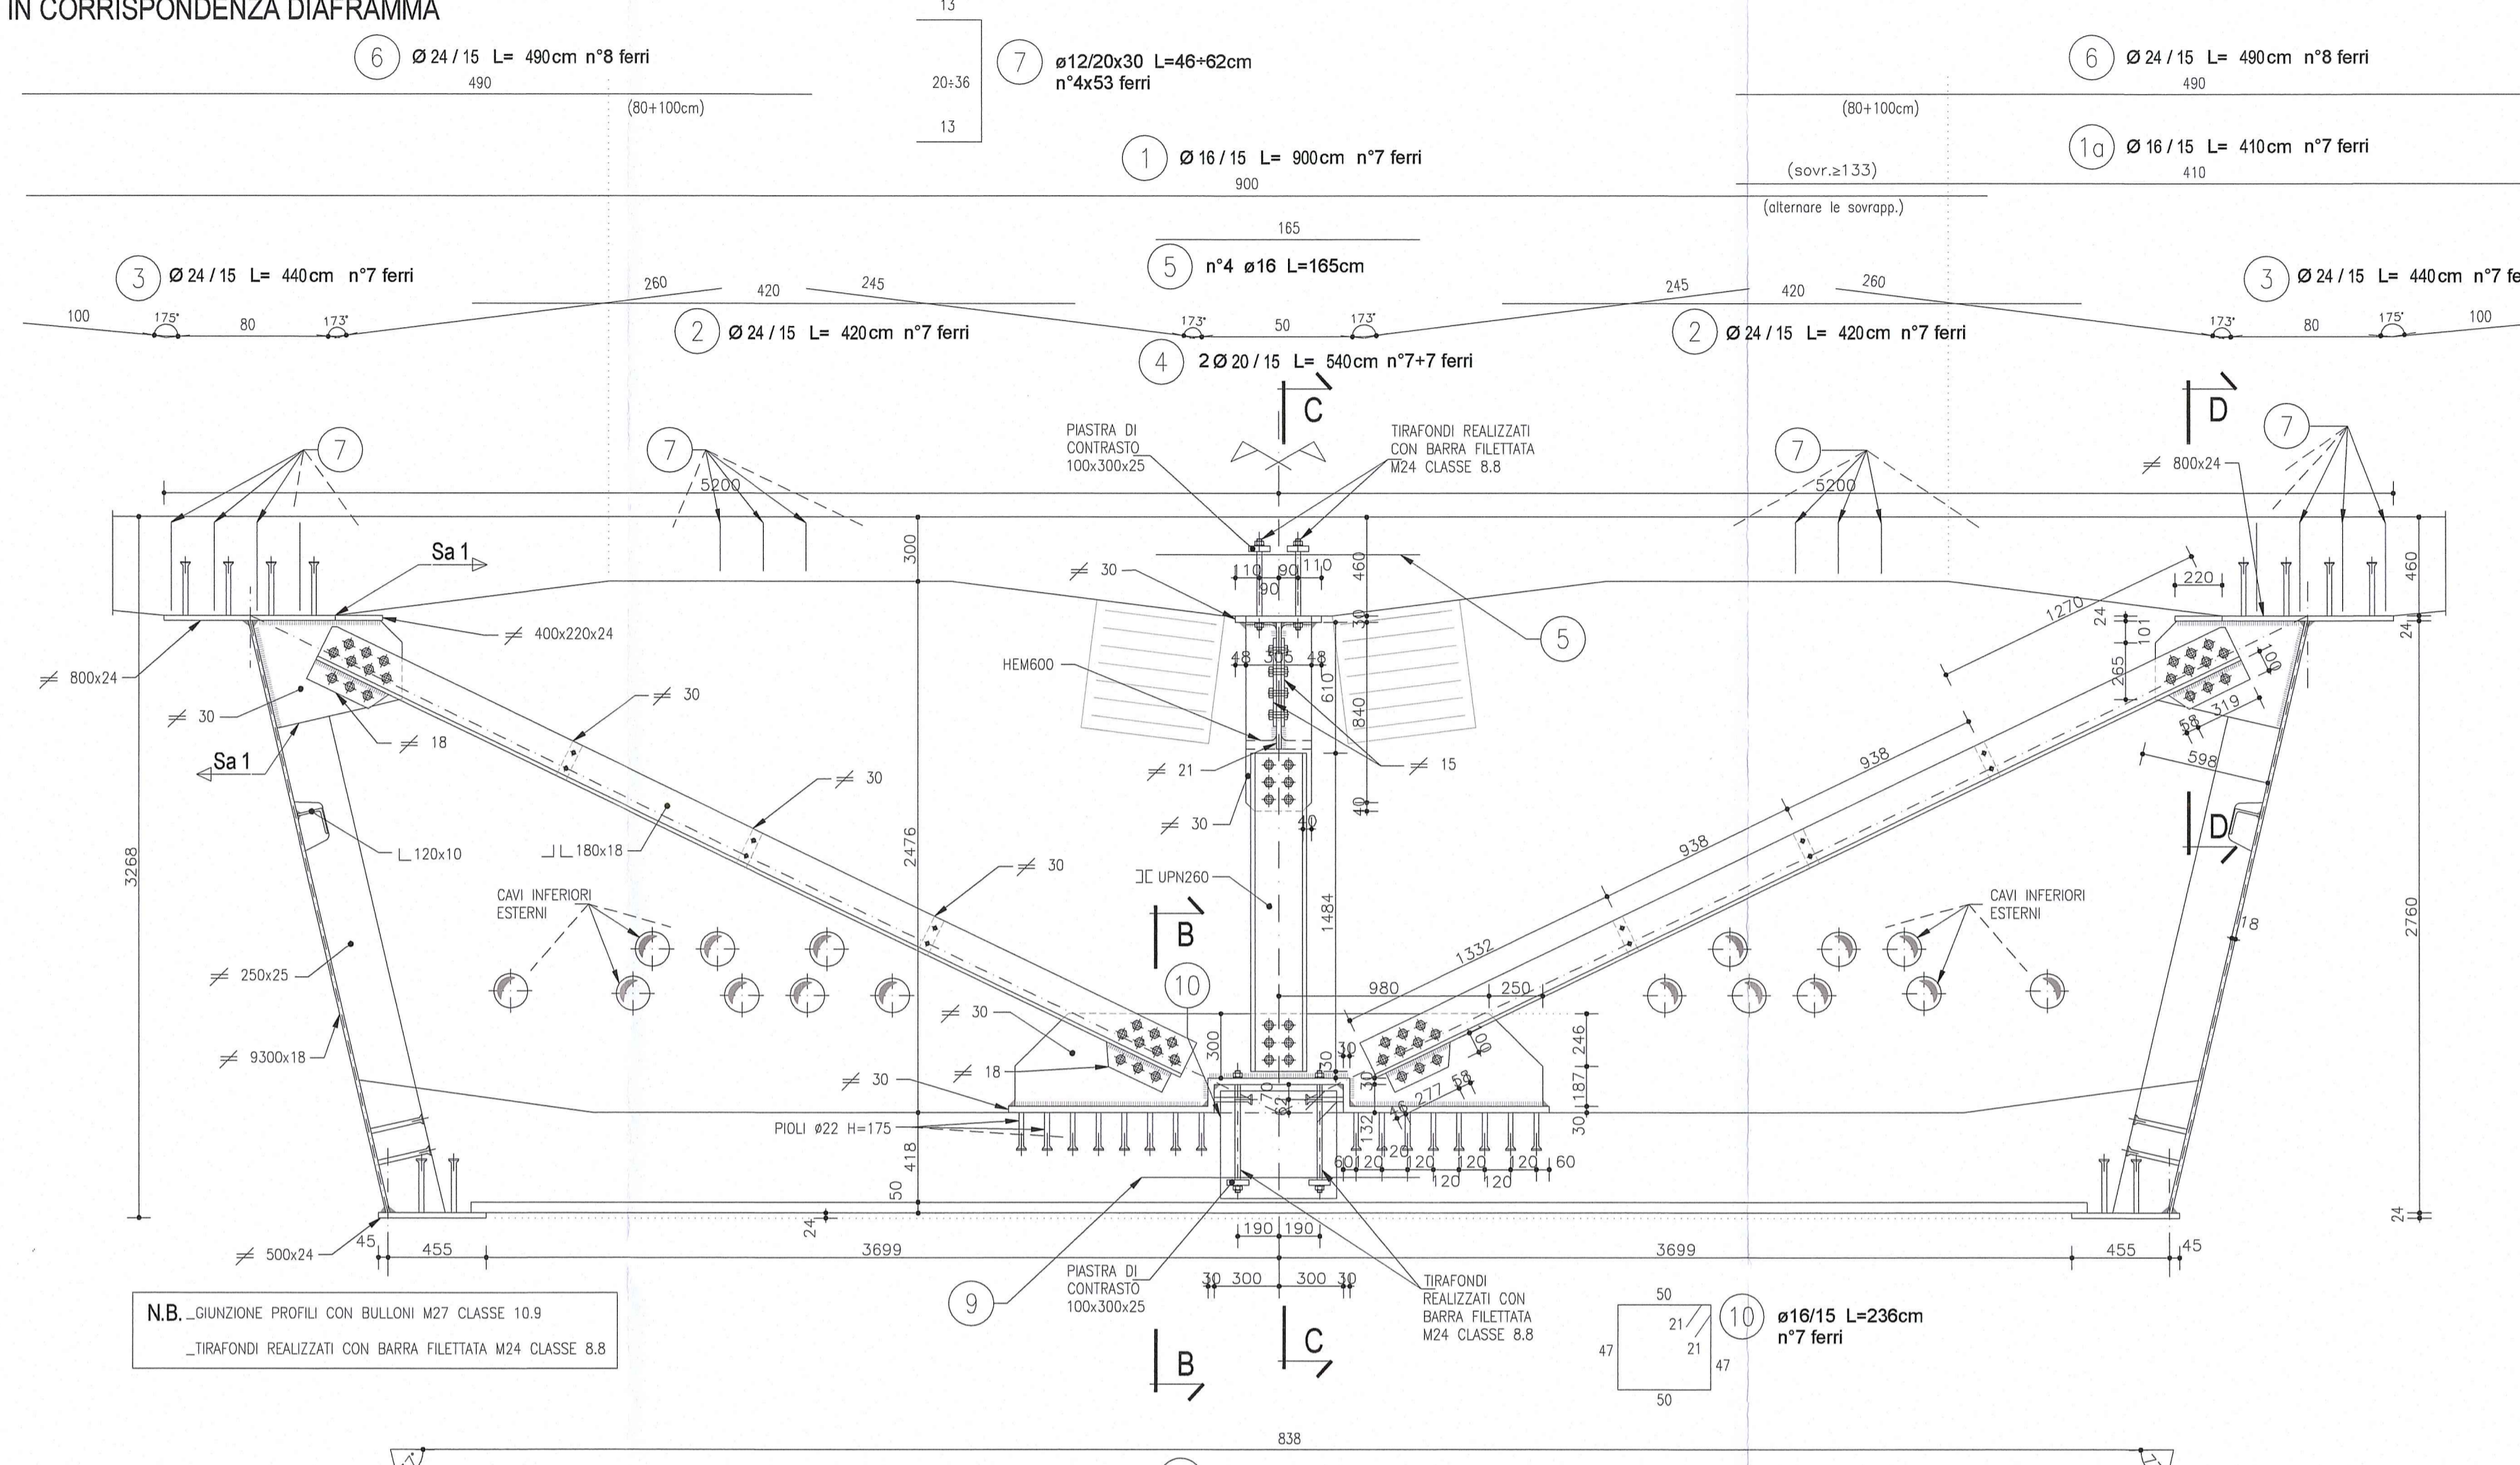 IN CORRISPONDENZA DIAFRAMMA
6 Ø 24 / 15 L= 490cm n°8 ferri
490
(80+100cm)
13
20÷36
13
7 ø12/20x30 L=46÷62cm
n°4x53 ferri
6 Ø 24 / 15 L= 490cm n°8 ferri
490
(80+100cm)
1 Ø 16 / 15 L= 900cm n°7 ferri
900
1a Ø 16 / 15 L= 410cm n°7 ferri
(sovr.≥133)
410
(alternare le sovrapp.)
165
5 n°4 ø16 L=165cm
3 Ø 24 / 15 L= 440cm n°7 ferri
100 175° 80 173° 260 420 245 173° 50 173° 245 420 260 173° 80 175° 100
3 Ø 24 / 15 L= 440cm n°7 fe
2 Ø 24 / 15 L= 420cm n°7 ferri
2 Ø 24 / 15 L= 420cm n°7 ferri
4 2 Ø 20 / 15 L= 540cm n°7+7 ferri
C
D
PIASTRA DI
CONTRASTO
100x300x25
TIRAFONDI REALIZZATI
CON BARRA FILETTATA
M24 CLASSE 8.8
7
7
7
7
≠ 800x24
5200
5200
Sa 1
300
≠ 30
110 90 110
90
460
30
5
1270
220
460
24
101
24
265
100
319
58
598
≠ 400x220x24
≠ 800x24
≠ 30
≠ 18
Sa 1
≠ 30
HEM600
48 305 48
610
840
≠ 21
≠ 15
≠ 30
40
40
938
938
1332
D
≠ 30
≠ 30
3268
2476
L 120x10
⅃L 180x18
CAVI INFERIORI
ESTERNI
⊐⊏ UPN260
1484
B
10
CAVI INFERIORI
ESTERNI
18
2760
≠ 250x25
≠ 9300x18
980
250
≠ 30
≠ 18
≠ 30
300
30
30
100
246
187
30
30
70
62
277
58
46
132
PIOLI ø22 H=175
418
50
60 120 120 120 120 120 60
120 120
24
24
≠ 500x24
45 455
3699
190 190
3699
455 45
30 300 300 30
9
PIASTRA DI
CONTRASTO
100x300x25
TIRAFONDI
REALIZZATI CON
BARRA FILETTATA
M24 CLASSE 8.8
B
C
N.B. _GIUNZIONE PROFILI CON BULLONI M27 CLASSE 10.9
_TIRAFONDI REALIZZATI CON BARRA FILETTATA M24 CLASSE 8.8
50
21
21
47
47
50
10 ø16/15 L=236cm
n°7 ferri
838